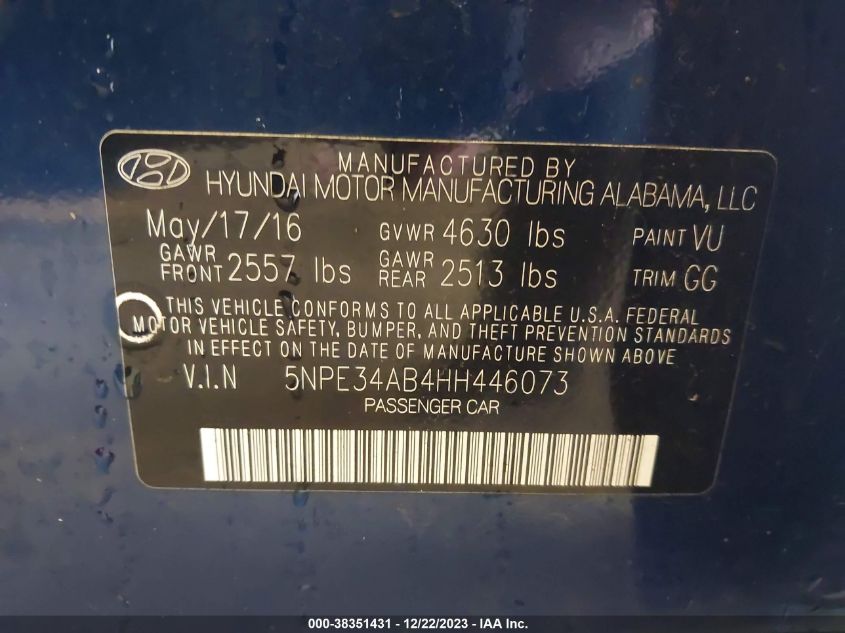 MANUFACTURED BY
HYUNDAI MOTOR MANUFACTURING ALABAMA, LLC
May/17/16 GVWR 4630 lbs PAINT VU
GAWR FRONT 2557 lbs GAWR REAR 2513 lbs TRIM GG
THIS VEHICLE CONFORMS TO ALL APPLICABLE U.S.A. FEDERAL
MOTOR VEHICLE SAFETY, BUMPER, AND THEFT PREVENTION STANDARDS
IN EFFECT ON THE DATE OF MANUFACTURE SHOWN ABOVE
V.I.N 5NPE34AB4HH446073
PASSENGER CAR
000-38351431 - 12/22/2023 - IAA Inc.